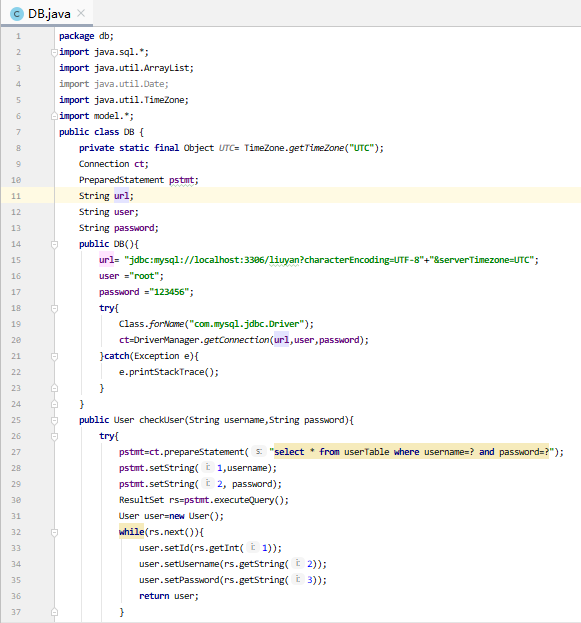 DB.java
1 package db;
2 import java.sql.*;
3 import java.util.ArrayList;
4 import java.util.Date;
5 import java.util.TimeZone;
6 import model.*;
7 public class DB {
8 private static final Object UTC= TimeZone.getTimeZone("UTC");
9 Connection ct;
10 PreparedStatement pstmt;
11 String url;
12 String user;
13 String password;
14 public DB(){
15 url= "jdbc:mysql://localhost:3306/liuyan?characterEncoding=UTF-8"+"&serverTimezone=UTC";
16 user ="root";
17 password ="123456";
18 try{
19 Class.forName("com.mysql.jdbc.Driver");
20 ct=DriverManager.getConnection(url,user,password);
21 }catch(Exception e){
22 e.printStackTrace();
23 }
24 }
25 public User checkUser(String username,String password){
26 try{
27 pstmt=ct.prepareStatement( s: "select * from userTable where username=? and password=?");
28 pstmt.setString( i: 1,username);
29 pstmt.setString( i: 2, password);
30 ResultSet rs=pstmt.executeQuery();
31 User user=new User();
32 while(rs.next()){
33 user.setId(rs.getInt( i: 1));
34 user.setUsername(rs.getString( i: 2));
35 user.setPassword(rs.getString( i: 3));
36 return user;
37 }